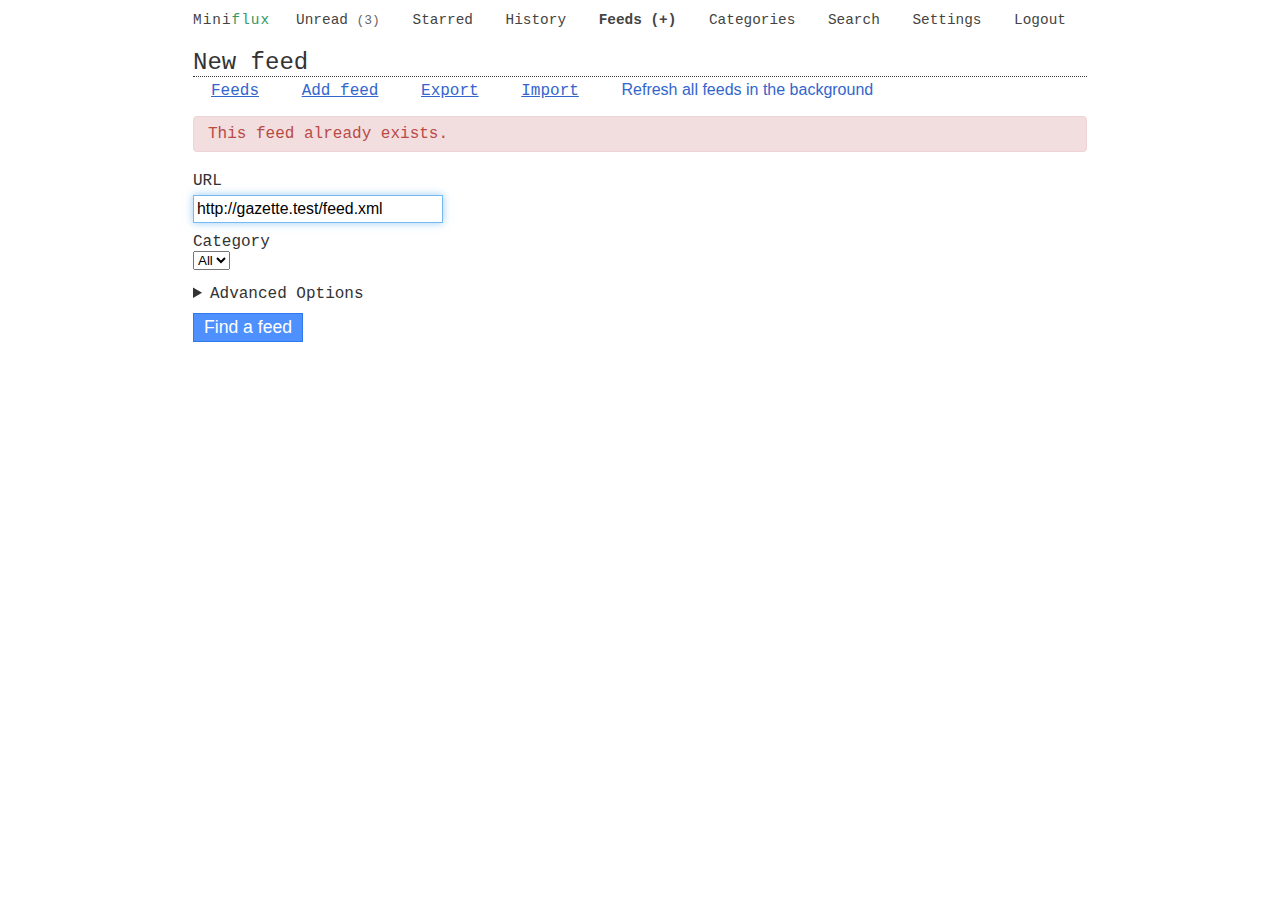 Miniflux Unread (3) Starred History Feeds (+) Categories Search Settings Logout
New feed
Feeds Add feed Export Import Refresh all feeds in the background
This feed already exists.
URL
http://gazette.test/feed.xml
Category
All
Advanced Options
Find a feed